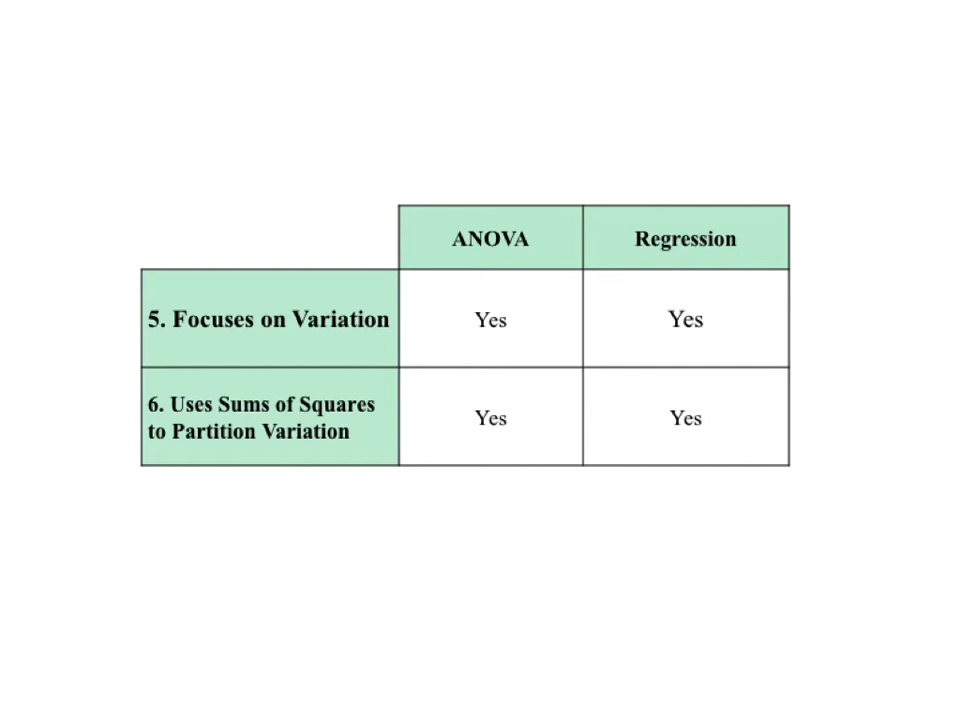 ANOVA Regression
5. Focuses on Variation Yes Yes
6. Uses Sums of Squares
to Partition Variation Yes Yes